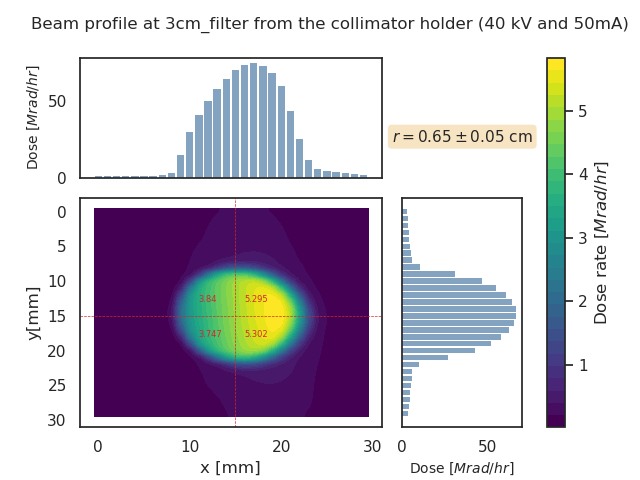 Beam profile at 3cm_filter from the collimator holder (40 kV and 50mA)
Dose [Mrad/hr]
50
0
r = 0.65 ± 0.05 cm
y[mm]
0
5
10
15
20
25
30
3.84 5.295
3.747 5.302
0 10 20 30
x [mm]
0 50
Dose [Mrad/hr]
5
4
3
2
1
Dose rate [Mrad/hr]